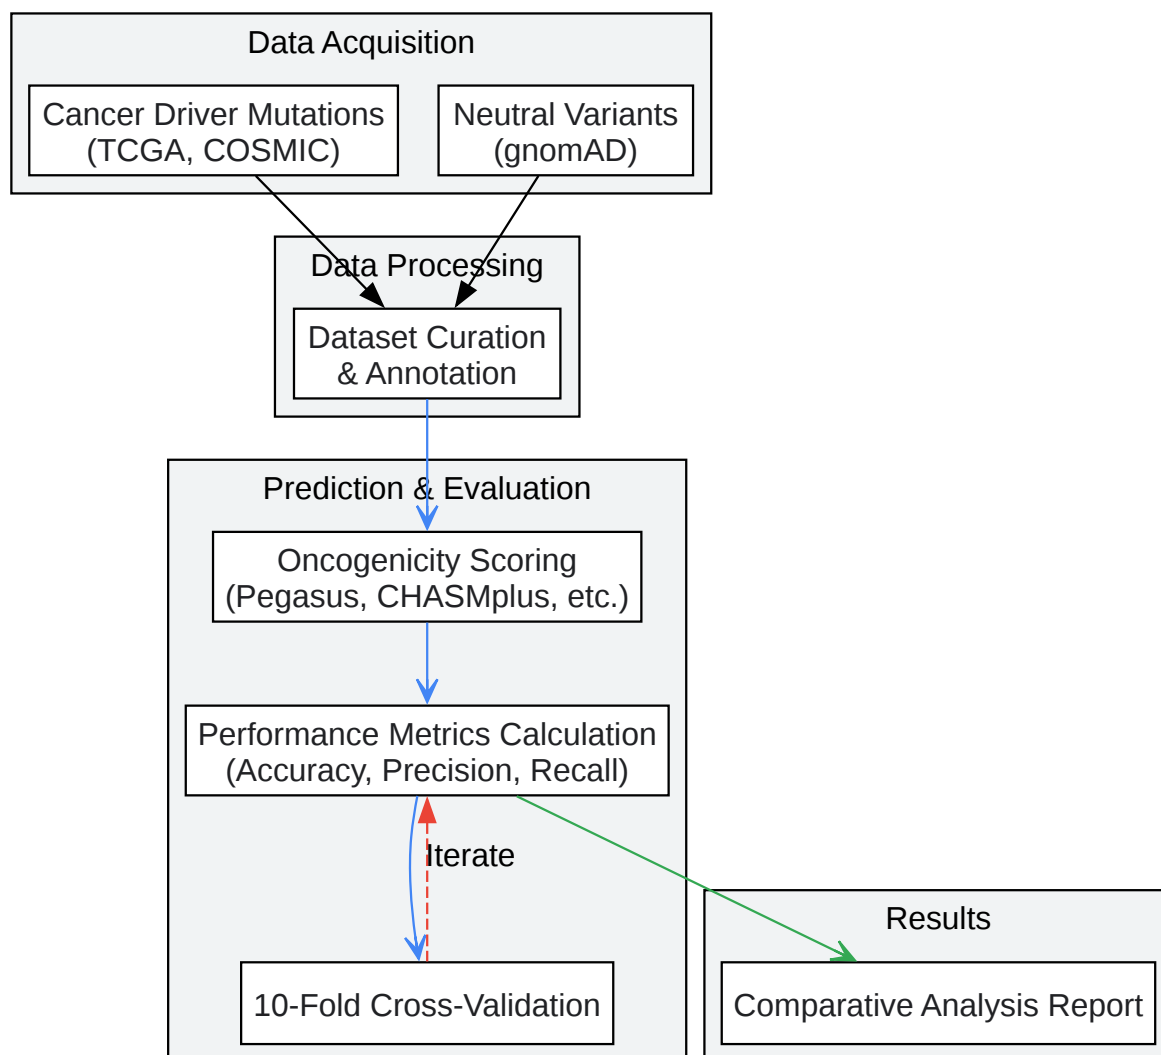 Data Acquisition
Cancer Driver Mutations
(TCGA, COSMIC)
Neutral Variants
(gnomAD)
Data Processing
Dataset Curation
& Annotation
Prediction & Evaluation
Oncogenicity Scoring
(Pegasus, CHASMplus, etc.)
Performance Metrics Calculation
(Accuracy, Precision, Recall)
Iterate
Results
10-Fold Cross-Validation
Comparative Analysis Report